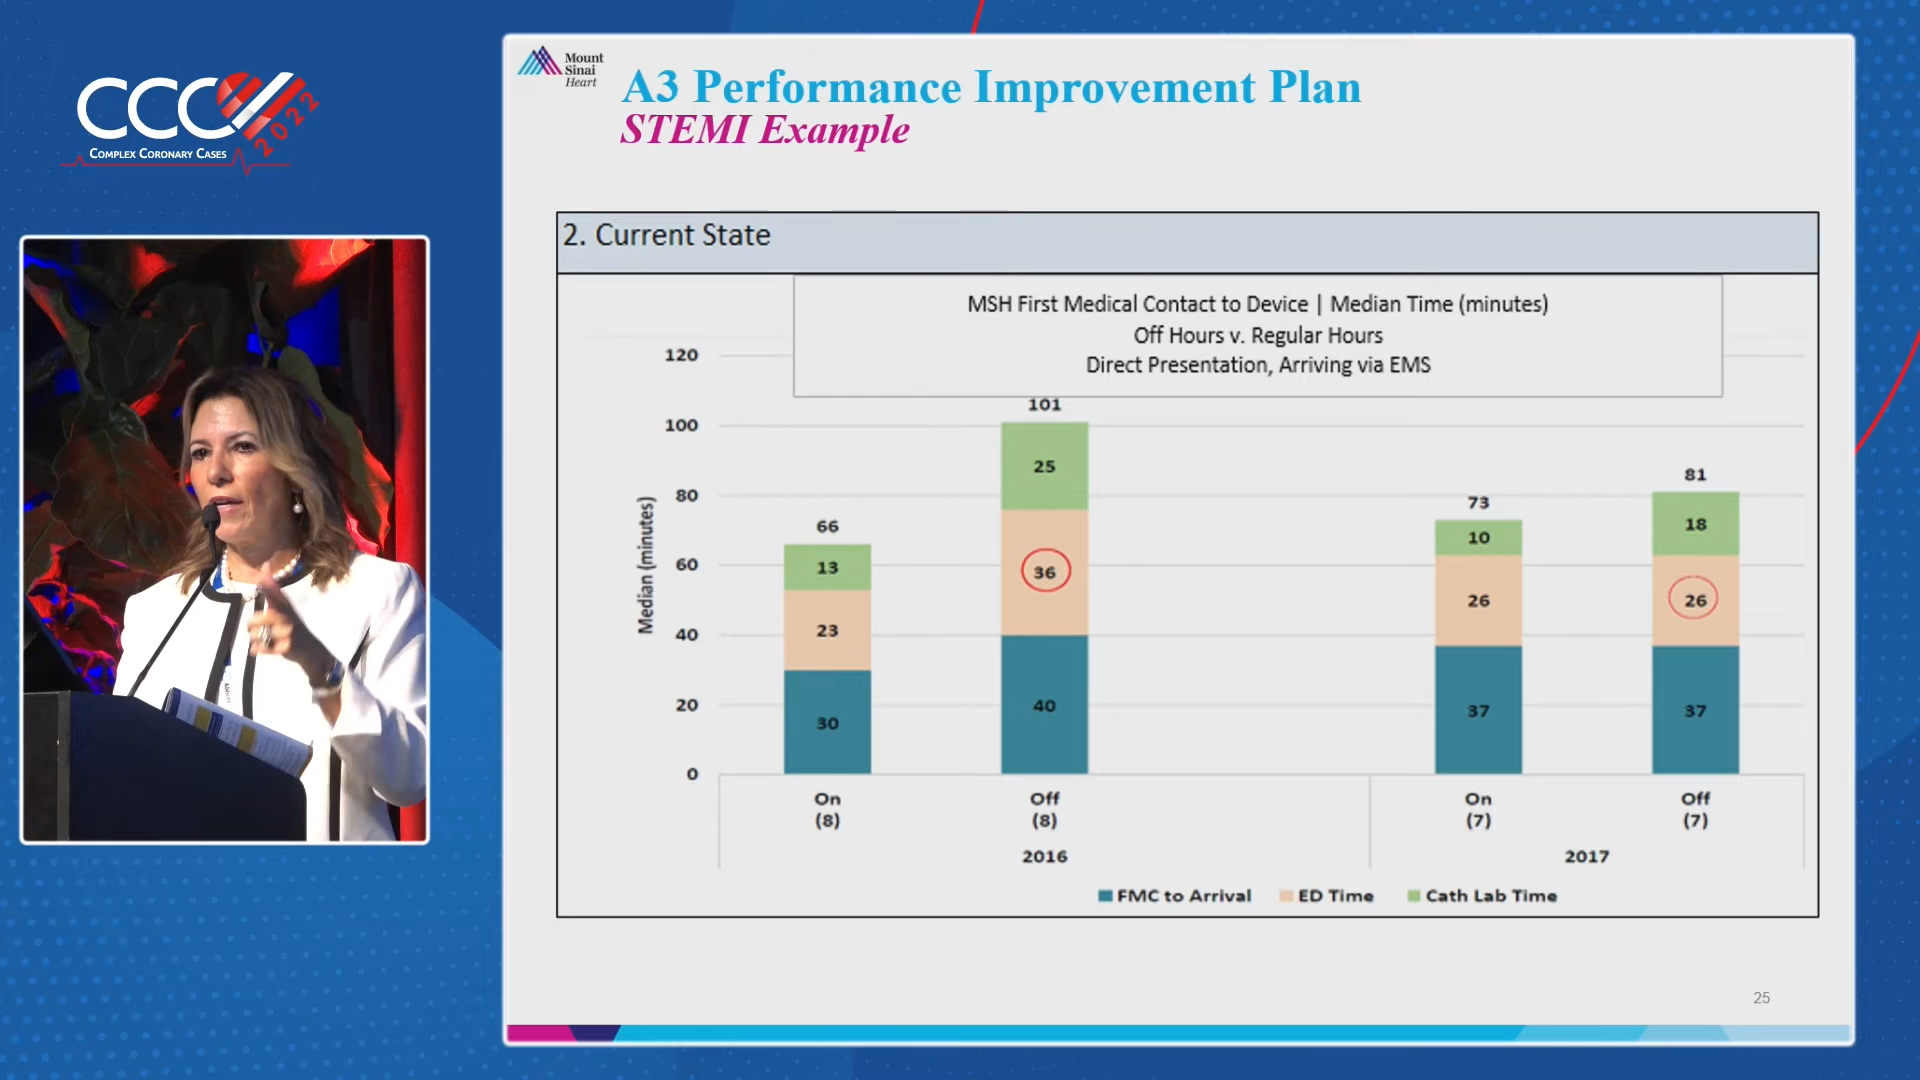 CCC
2022
COMPLEX CORONARY CASES
Mount
Sinai
Heart
A3 Performance Improvement Plan
STEMI Example
2. Current State
MSH First Medical Contact to Device | Median Time (minutes)
Off Hours v. Regular Hours
Direct Presentation, Arriving via EMS
Median (minutes)
120
100
80
60
40
20
0
66
13
23
30
101
25
36
40
73
10
26
37
81
18
26
37
On
(8)
Off
(8)
On
(7)
Off
(7)
2016
2017
FMC to Arrival
ED Time
Cath Lab Time
25